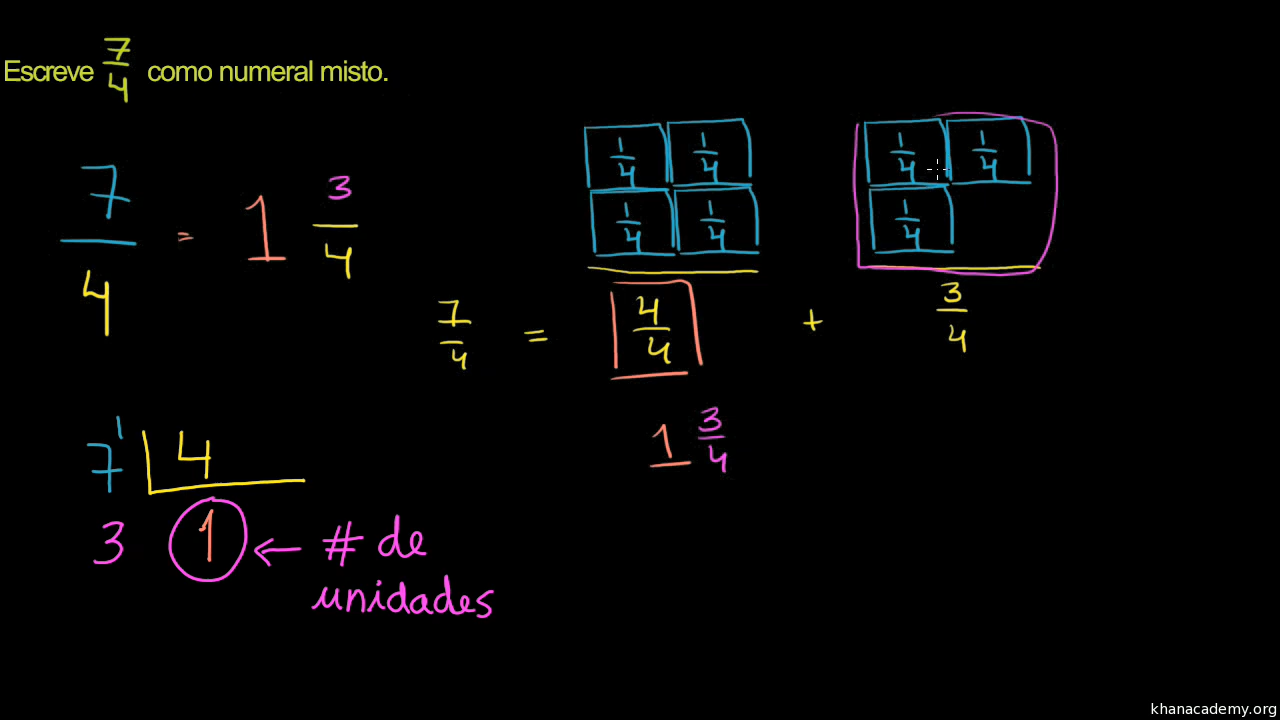 Escreve 7/4 como numeral misto.
7/4 = 1 3/4
1/4 1/4 1/4 1/4
1/4 1/4 1/4
7/4 = 4/4 + 3/4
1 3/4
7 4
3 1 ← # de
unidades
khanacademy.org